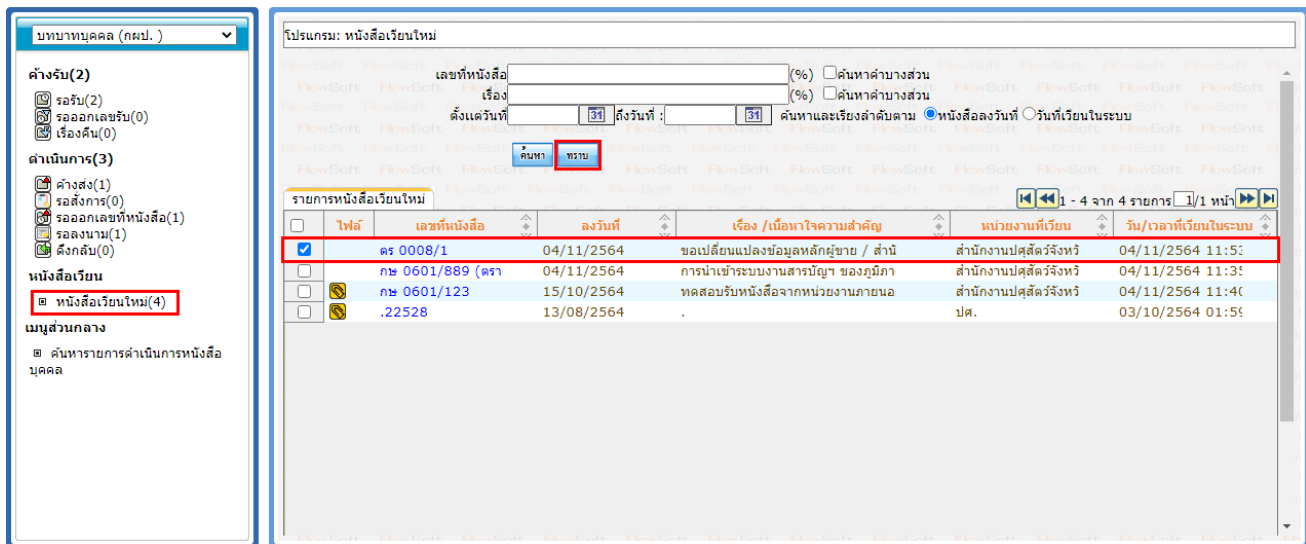 บทบาทบุคคล (กผป. )
ค้างรับ(2)
รอรับ(2)
รอออกเลขรับ(0)
เรื่องคืน(0)
ดำเนินการ(3)
ค้างส่ง(1)
รอสั่งการ(0)
รอออกเลขที่หนังสือ(1)
รอลงนาม(1)
ดึงกลับ(0)
หนังสือเวียน
หนังสือเวียนใหม่(4)
เมนูส่วนกลาง
ค้นหารายการดำเนินการหนังสือ
บุคคล
โปรแกรม: หนังสือเวียนใหม่
เลขที่หนังสือ (%) ค้นหาคำบางส่วน
เรื่อง (%) ค้นหาคำบางส่วน
ตั้งแต่วันที่ 31 ถึงวันที่ : 31 ค้นหาและเรียงลำดับตาม หนังสือลงวันที่ วันที่เวียนในระบบ
ค้นหา ทราบ
รายการหนังสือเวียนใหม่ 1 - 4 จาก 4 รายการ 1/1 หน้า
ไฟล์ เลขที่หนังสือ ลงวันที่ เรื่อง /เนื้อหาใจความสำคัญ หน่วยงานที่เวียน วัน/เวลาที่เวียนในระบบ
ตร 0008/1 04/11/2564 ขอเปลี่ยนแปลงข้อมูลหลักผู้ขาย / สำนั สำนักงานปศุสัตว์จังหวั 04/11/2564 11:53
กษ 0601/889 (ตรา 04/11/2564 การนำเข้าระบบงานสารบัญฯ ของภูมิภา สำนักงานปศุสัตว์จังหวั 04/11/2564 11:35
กษ 0601/123 15/10/2564 ทดสอบรับหนังสือจากหน่วยงานภายนอ สำนักงานปศุสัตว์จังหวั 04/11/2564 11:40
.22528 13/08/2564 . ปศ. 03/10/2564 01:59